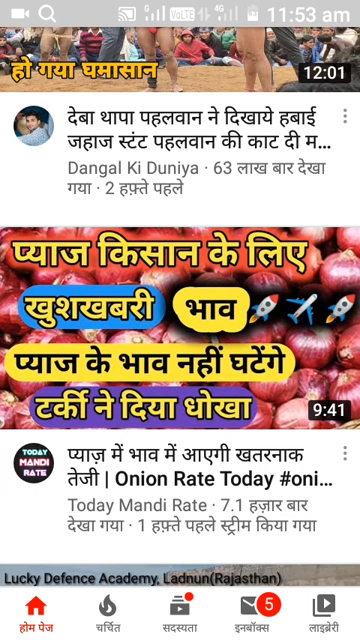 11:53 am
हो गया घमासान
12:01
देबा थापा पहलवान ने दिखाये हबाई
जहाज स्टंट पहलवान की काट दी म...
Dangal Ki Duniya · 63 लाख बार देखा
गया · 2 हफ़्ते पहले
प्याज किसान के लिए
खुशखबरी भाव
प्याज के भाव नहीं घटेंगे
टर्की ने दिया धोखा
9:41
TODAY
MANDI
RATE
प्याज़ में भाव में आएगी खतरनाक
तेजी | Onion Rate Today #oni...
Today Mandi Rate · 7.1 हज़ार बार
देखा गया · 1 हफ़्ते पहले स्ट्रीम किया गया
Lucky Defence Academy, Ladnun(Rajasthan)
5
होम पेज चर्चित सदस्यता इनबॉक्स लाइब्रेरी